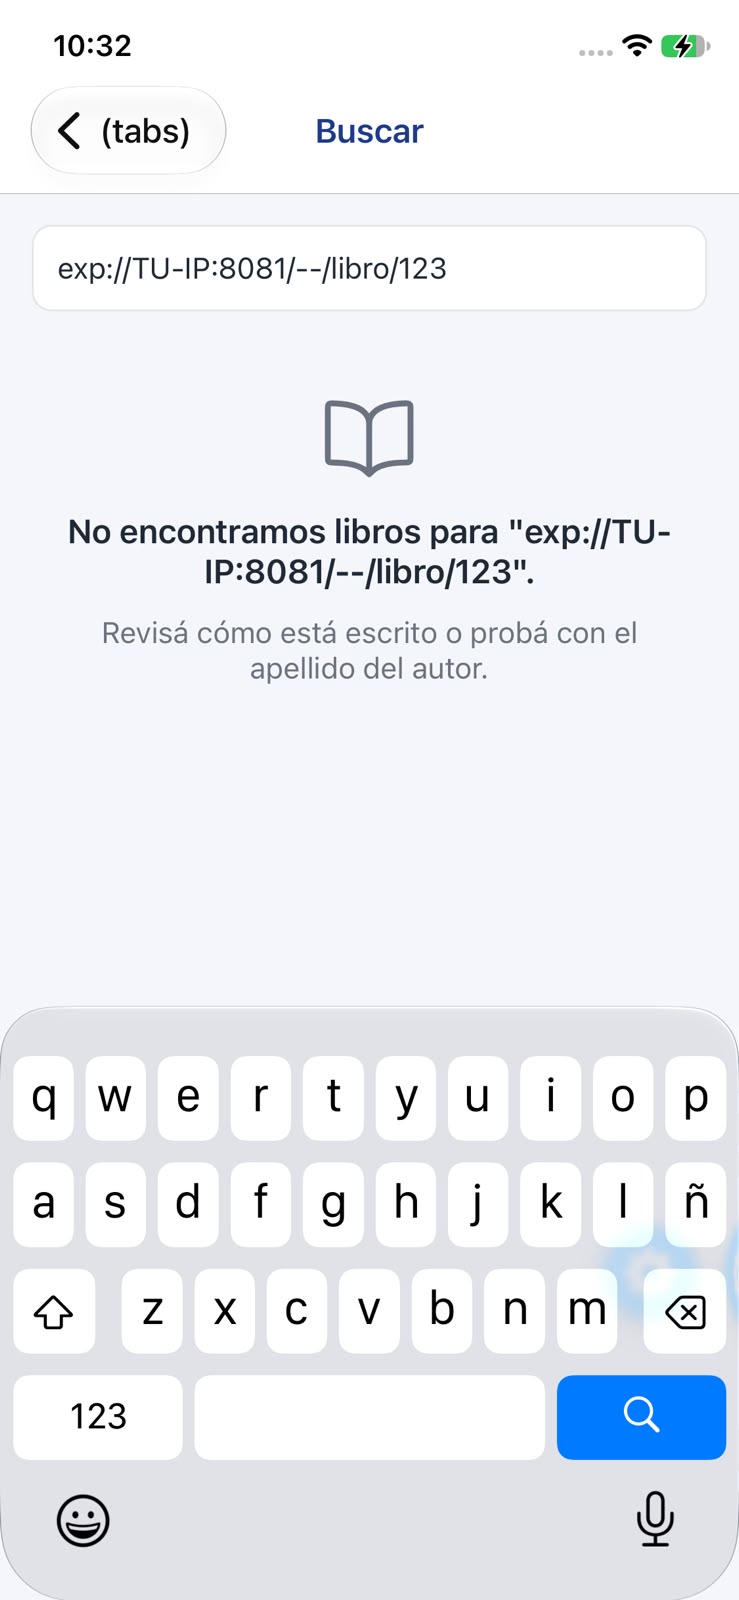 10:32
(tabs)
Buscar
exp://TU-IP:8081/--/libro/123
No encontramos libros para "exp://TU-
IP:8081/--/libro/123".
Revisá cómo está escrito o probá con el
apellido del autor.
q w e r t y u i o p
a s d f g h j k l ñ
z x c v b n m
123